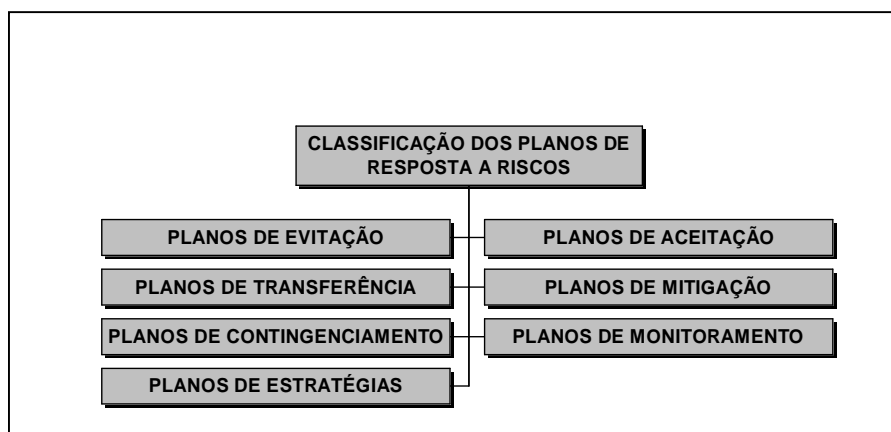 CLASSIFICAÇÃO DOS PLANOS DE
RESPOSTA A RISCOS
PLANOS DE EVITAÇÃO
PLANOS DE ACEITAÇÃO
PLANOS DE TRANSFERÊNCIA
PLANOS DE MITIGAÇÃO
PLANOS DE CONTINGENCIAMENTO
PLANOS DE MONITORAMENTO
PLANOS DE ESTRATÉGIAS